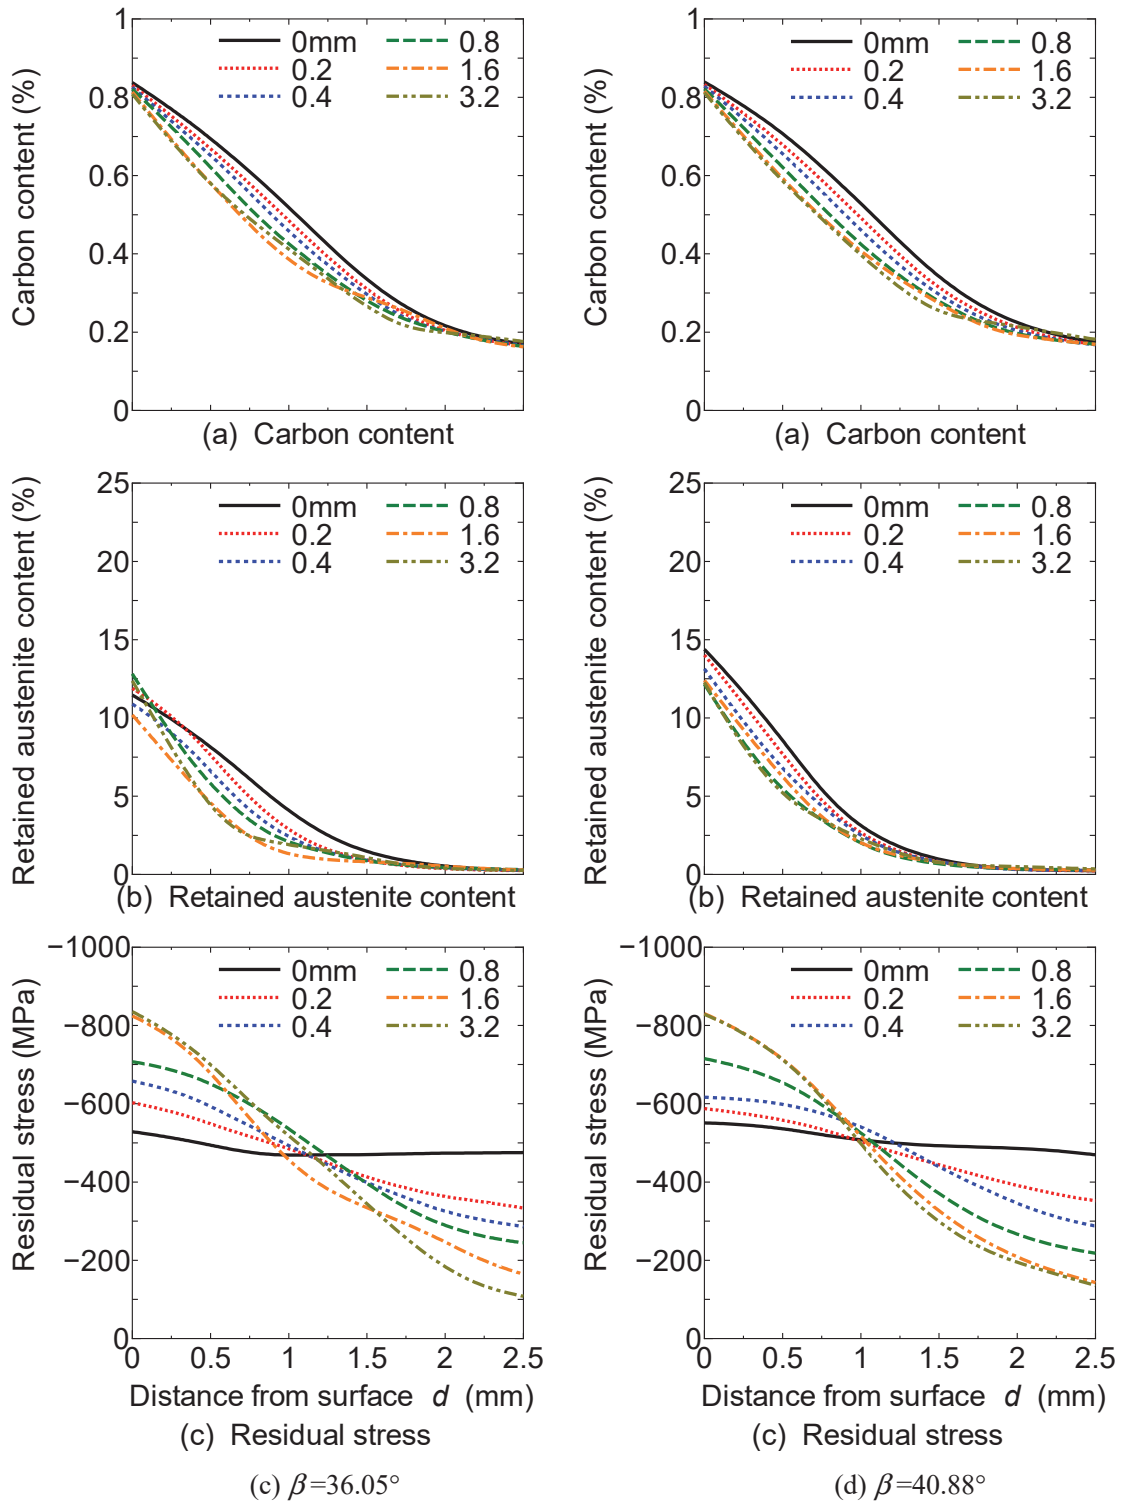 Carbon content (%)
1
0.8
0.6
0.4
0.2
0
0mm 0.8
0.2 1.6
0.4 3.2
(a) Carbon content
Carbon content (%)
1
0.8
0.6
0.4
0.2
0
0mm 0.8
0.2 1.6
0.4 3.2
(a) Carbon content
Retained austenite content (%)
25
20
15
10
5
0
0mm 0.8
0.2 1.6
0.4 3.2
(b) Retained austenite content
Retained austenite content (%)
25
20
15
10
5
0
0mm 0.8
0.2 1.6
0.4 3.2
(b) Retained austenite content
Residual stress (MPa)
−1000
−800
−600
−400
−200
0
0mm 0.8
0.2 1.6
0.4 3.2
0 0.5 1 1.5 2 2.5
Distance from surface d (mm)
(c) Residual stress
(c) β=36.05°
Residual stress (MPa)
−1000
−800
−600
−400
−200
0
0mm 0.8
0.2 1.6
0.4 3.2
0 0.5 1 1.5 2 2.5
Distance from surface d (mm)
(c) Residual stress
(d) β=40.88°